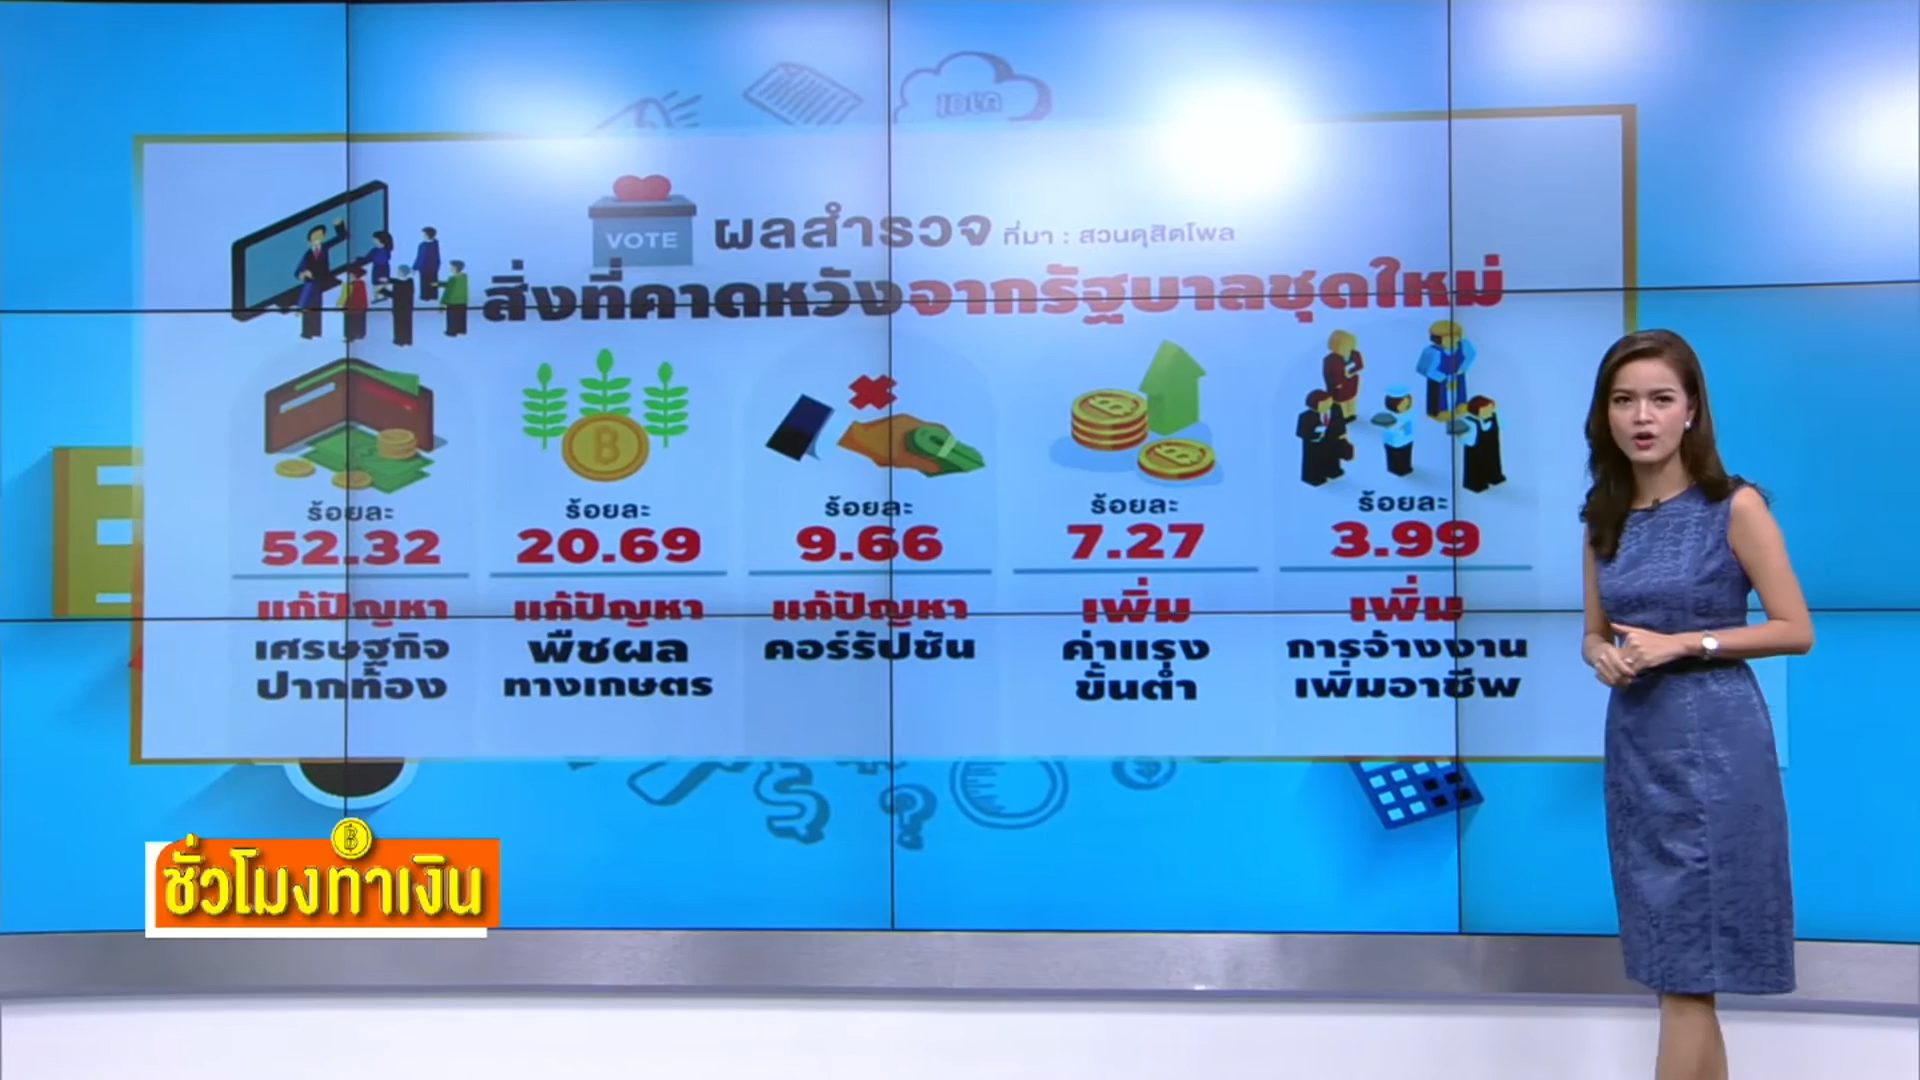 IDEA
VOTE
ผลสำรวจ ที่มา : สวนดุสิตโพล
สิ่งที่คาดหวังจากรัฐบาลชุดใหม่
ร้อยละ
52.32
แก้ปัญหา
เศรษฐกิจ
ปากท้อง
ร้อยละ
20.69
แก้ปัญหา
พืชผล
ทางเกษตร
ร้อยละ
9.66
แก้ปัญหา
คอร์รัปชัน
ร้อยละ
7.27
เพิ่ม
ค่าแรง
ขั้นต่ำ
ร้อยละ
3.99
เพิ่ม
การจ้างงาน
เพิ่มอาชีพ
ชั่วโมงทำเงิน